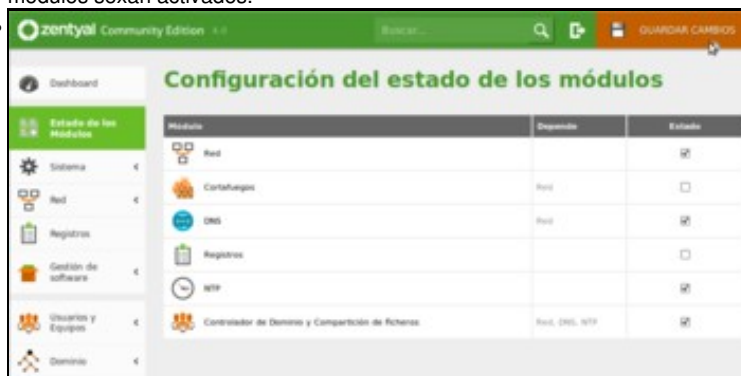 módulos sexan activados.
zentyal Community Edition 4.0
Buscar...
GUARDAR CAMBIOS
Dashboard
Configuración del estado de los módulos
Estado de los
Módulos
Módulo Depende Estado
Red
Sistema
Cortafuegos Red
Red
DNS Red
Registros
Registros
Gestión de
software
NTP
Usuarios y
Equipos
Controlador de Dominio y Compartición de Ficheros Red, DNS, NTP
Dominio